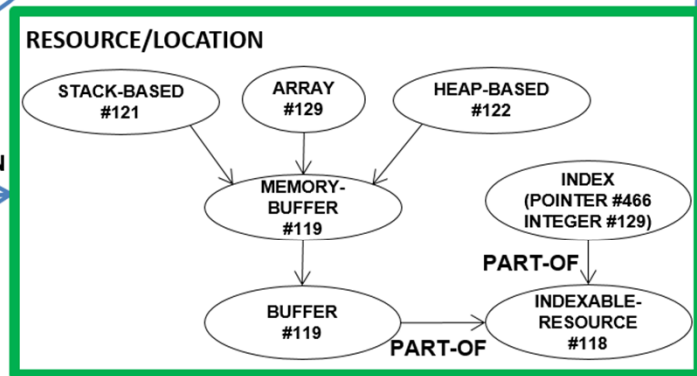 RESOURCE/LOCATION
STACK-BASED
#121
ARRAY
#129
HEAP-BASED
#122
N
MEMORY-
BUFFER
#119
INDEX
(POINTER #466
INTEGER #129)
PART-OF
BUFFER
#119
PART-OF
INDEXABLE-
RESOURCE
#118